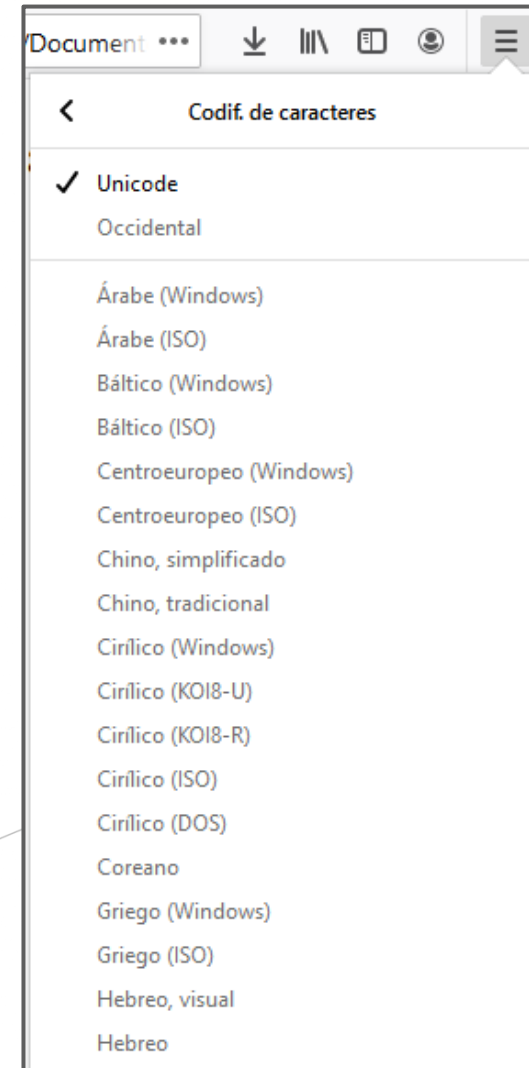 /Document
Codif. de caracteres
Unicode
Occidental
Árabe (Windows)
Árabe (ISO)
Báltico (Windows)
Báltico (ISO)
Centroeuropeo (Windows)
Centroeuropeo (ISO)
Chino, simplificado
Chino, tradicional
Cirílico (Windows)
Cirílico (KOI8-U)
Cirílico (KOI8-R)
Cirílico (ISO)
Cirílico (DOS)
Coreano
Griego (Windows)
Griego (ISO)
Hebreo, visual
Hebreo